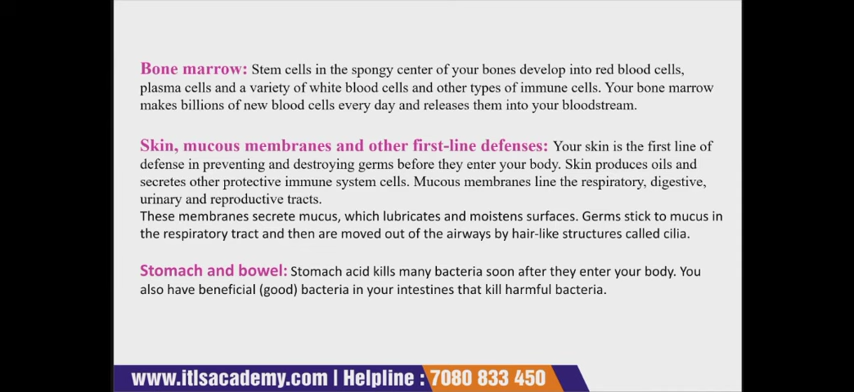 Bone marrow: Stem cells in the spongy center of your bones develop into red blood cells,
plasma cells and a variety of white blood cells and other types of immune cells. Your bone marrow
makes billions of new blood cells every day and releases them into your bloodstream.
Skin, mucous membranes and other first-line defenses: Your skin is the first line of
defense in preventing and destroying germs before they enter your body. Skin produces oils and
secretes other protective immune system cells. Mucous membranes line the respiratory, digestive,
urinary and reproductive tracts.
These membranes secrete mucus, which lubricates and moistens surfaces. Germs stick to mucus in
the respiratory tract and then are moved out of the airways by hair-like structures called cilia.
Stomach and bowel: Stomach acid kills many bacteria soon after they enter your body. You
also have beneficial (good) bacteria in your intestines that kill harmful bacteria.
www.itlsacademy.com | Helpline : 7080 833 450